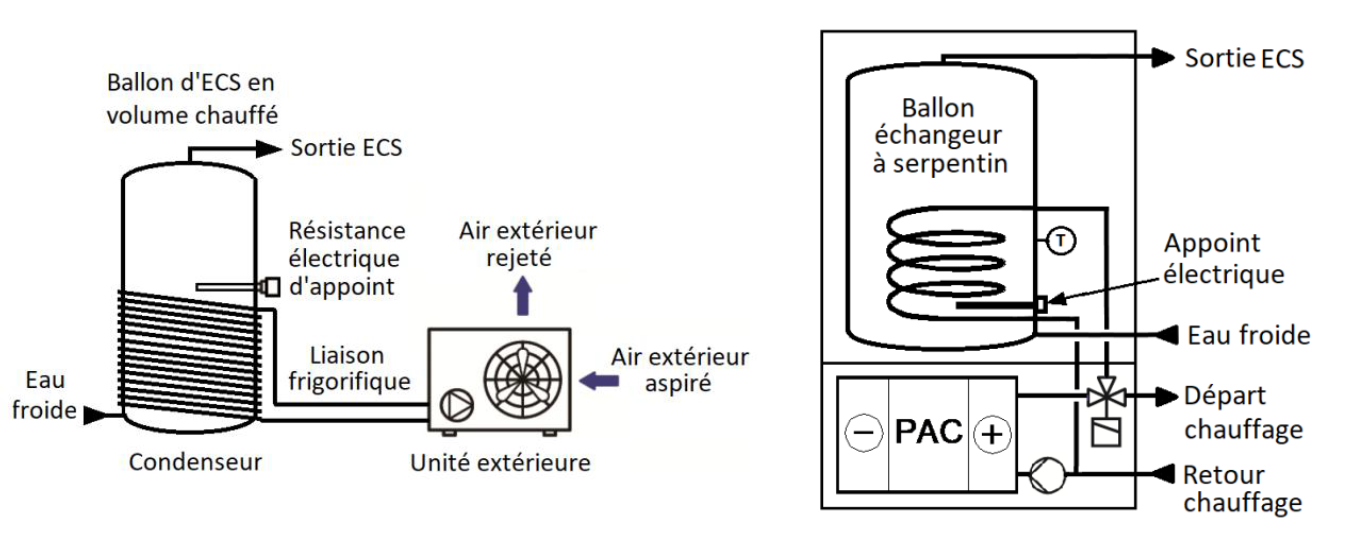 Ballon d'ECS en
volume chauffé
Sortie ECS
Résistance
électrique
d'appoint
Air extérieur
rejeté
Liaison
frigorifique
Air extérieur
aspiré
Eau
froide
Condenseur
Unité extérieure
Sortie ECS
Ballon
échangeur
à serpentin
T
Appoint
électrique
Eau froide
− PAC +
Départ
chauffage
Retour
chauffage